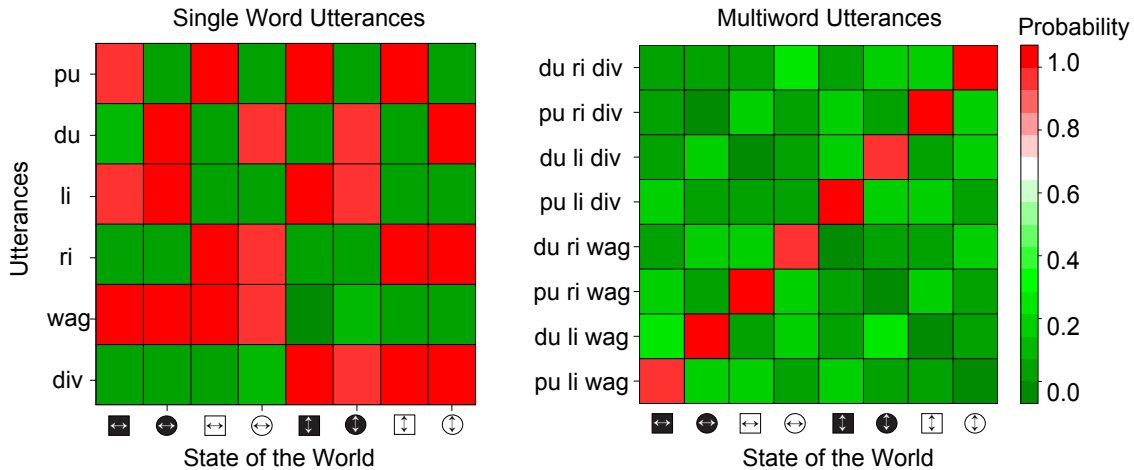 Single Word Utterances
Multiword Utterances
Probability
Utterances
pu
du
li
ri
wag
div
du ri div
pu ri div
du li div
pu li div
du ri wag
pu ri wag
du li wag
pu li wag
1.0
0.8
0.6
0.4
0.2
0.0
State of the World
State of the World